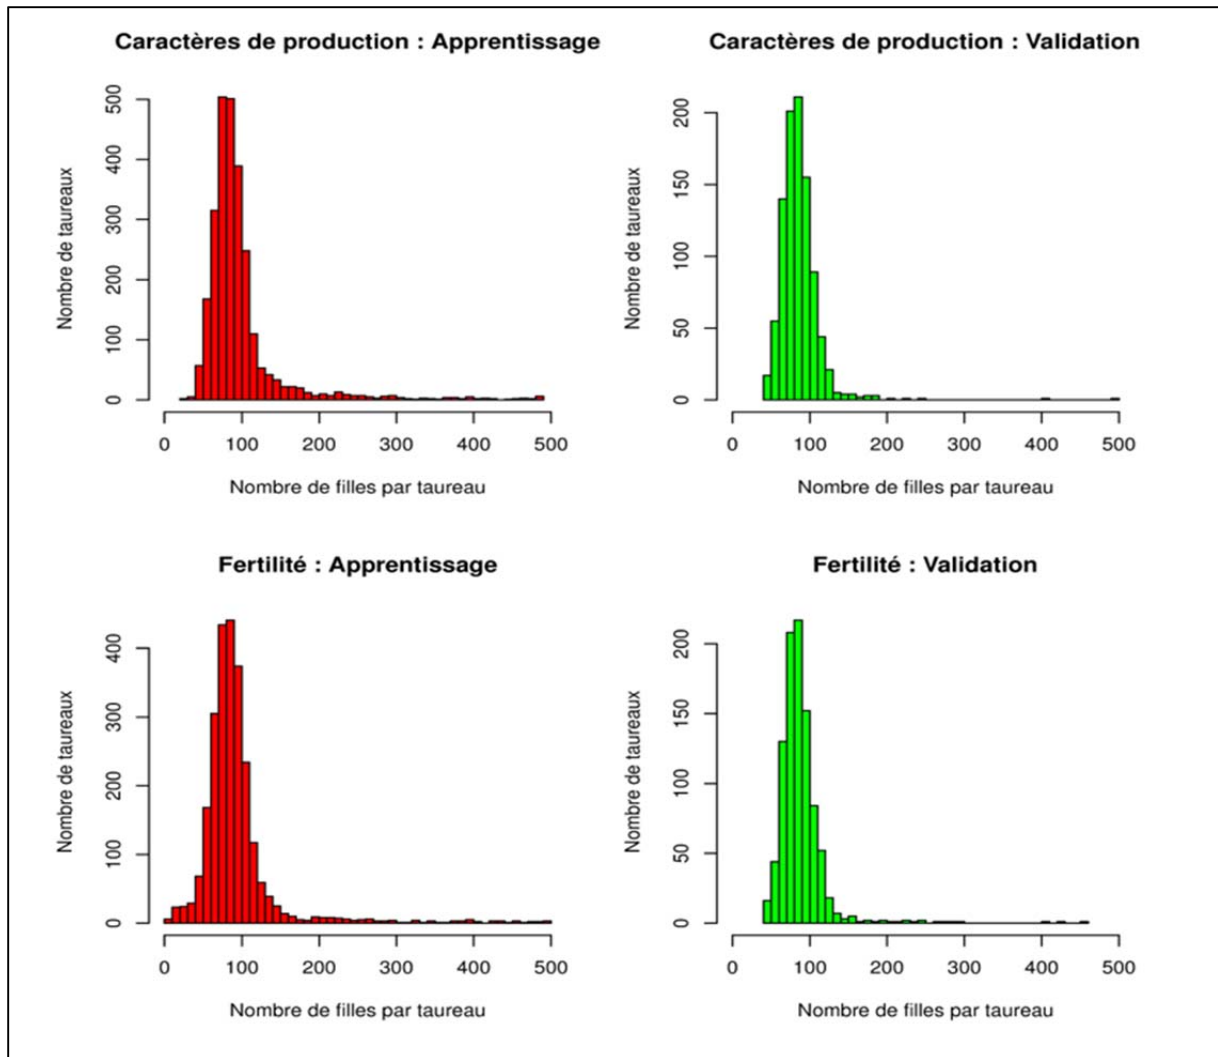 Caractères de production : Apprentissage
Nombre de taureaux
500
400
300
200
100
0
0 100 200 300 400 500
Nombre de filles par taureau
Caractères de production : Validation
Nombre de taureaux
200
150
100
50
0
0 100 200 300 400 500
Nombre de filles par taureau
Fertilité : Apprentissage
Nombre de taureaux
400
300
200
100
0
0 100 200 300 400 500
Nombre de filles par taureau
Fertilité : Validation
Nombre de taureaux
200
150
100
50
0
0 100 200 300 400 500
Nombre de filles par taureau